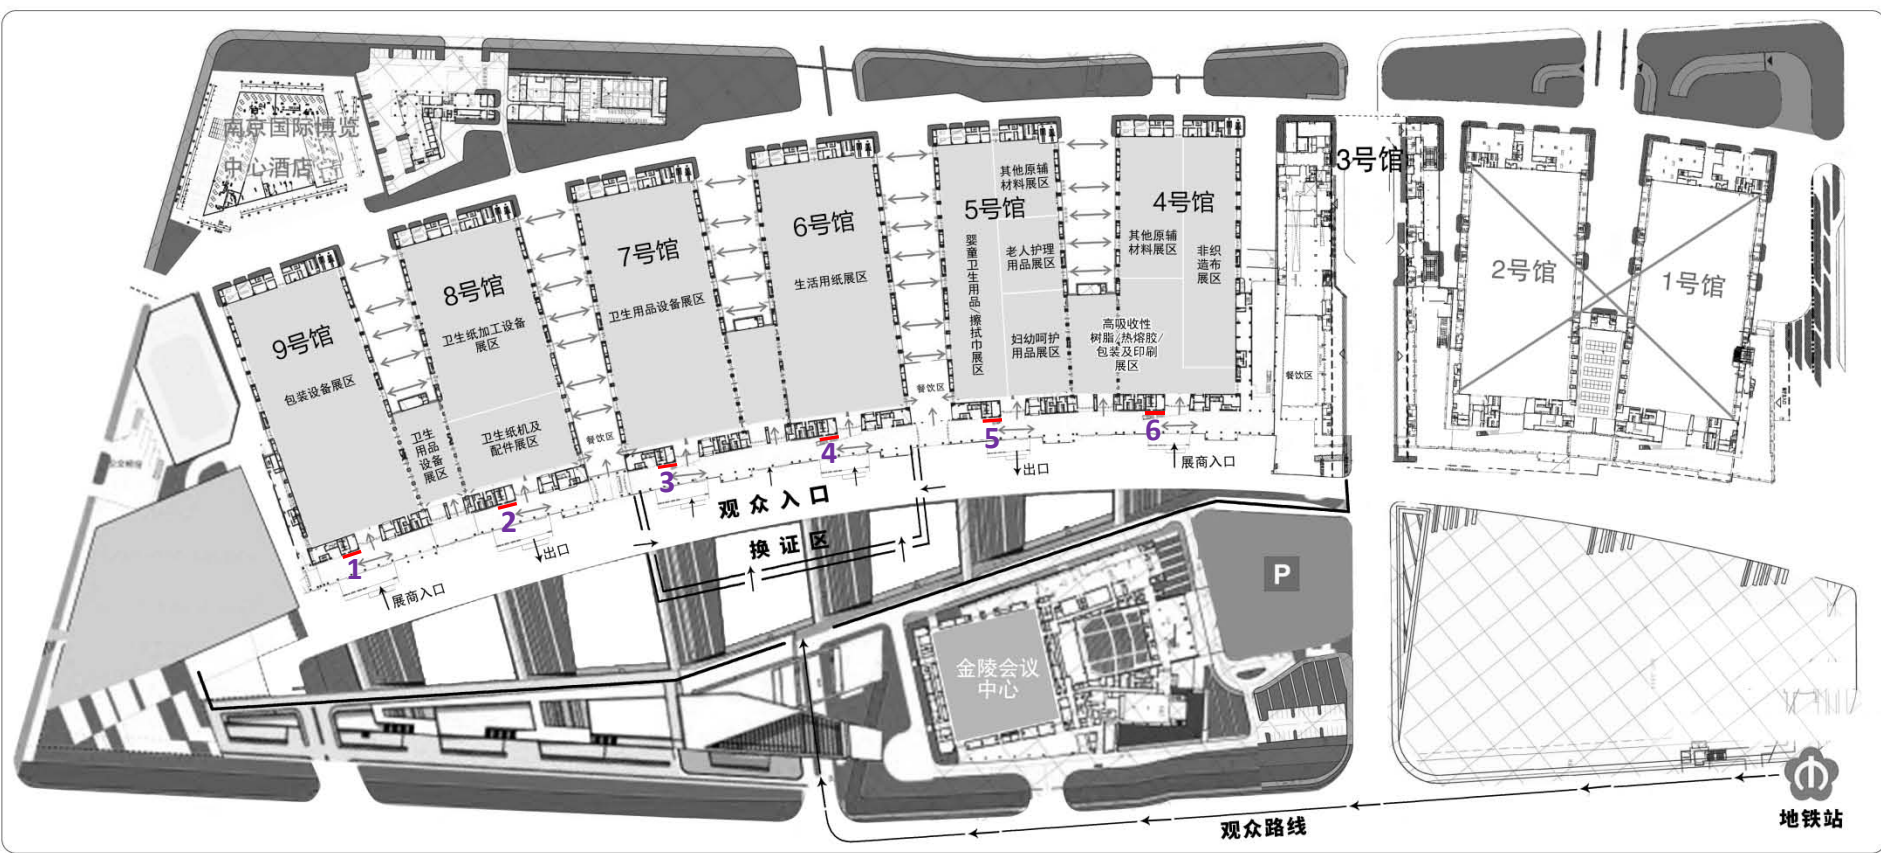 南京国际博览
中心酒店
9号馆
包装设备展区
8号馆
卫生纸加工设备
展区
卫生纸机及
配件展区
卫生
用品
设备
展区
7号馆
卫生用品设备展区
餐饮区
6号馆
生活用纸展区
餐饮区
5号馆
其他原辅
材料展区
婴童卫生用品/擦拭巾展区
老人护理
用品展区
妇幼呵护
用品展区
4号馆
其他原辅
材料展区
非织
造布
展区
高吸收性
树脂/热熔胶/
包装及印刷
展区
3号馆
餐饮区
2号馆
1号馆
1
2
3
4
5
6
展商入口
出口
观众入口
换证区
出口
展商入口
P
金陵会议
中心
观众路线
地铁站